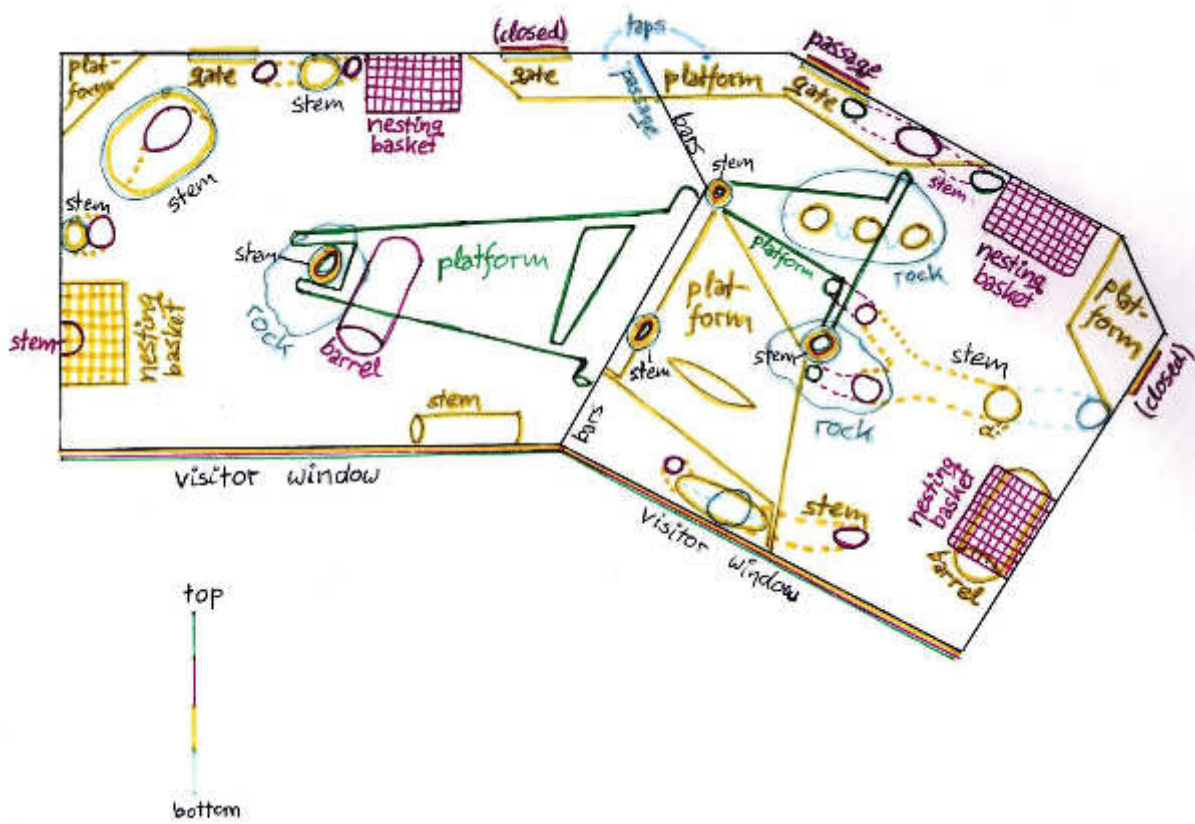 (closed)
taps
plat-
form
gate
gate
passage
platform
passage
gate
stem
nesting
basket
bars
stem
stem
stem
stem
nesting
basket
stem
platform
platform
rock
plat-
form
stem
nesting
basket
rock
barrel
plat-
form
stem
stem
stem
stem
rock
(closed)
bars
stem
nesting
basket
barrel
visitor window
visitor window
stem
top
bottom